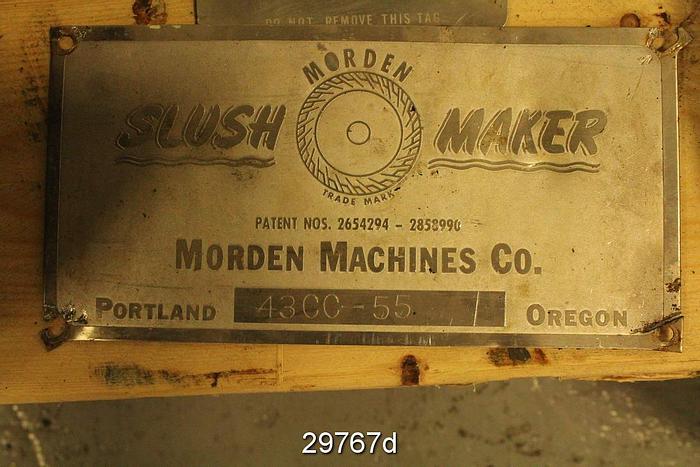 DO NOT REMOVE THIS TAG
MORDEN
SLUSH MAKER
TRADE MARK
PATENT NOS. 2654294 - 2858990
MORDEN MACHINES CO.
PORTLAND 43CC-55 OREGON
29767d